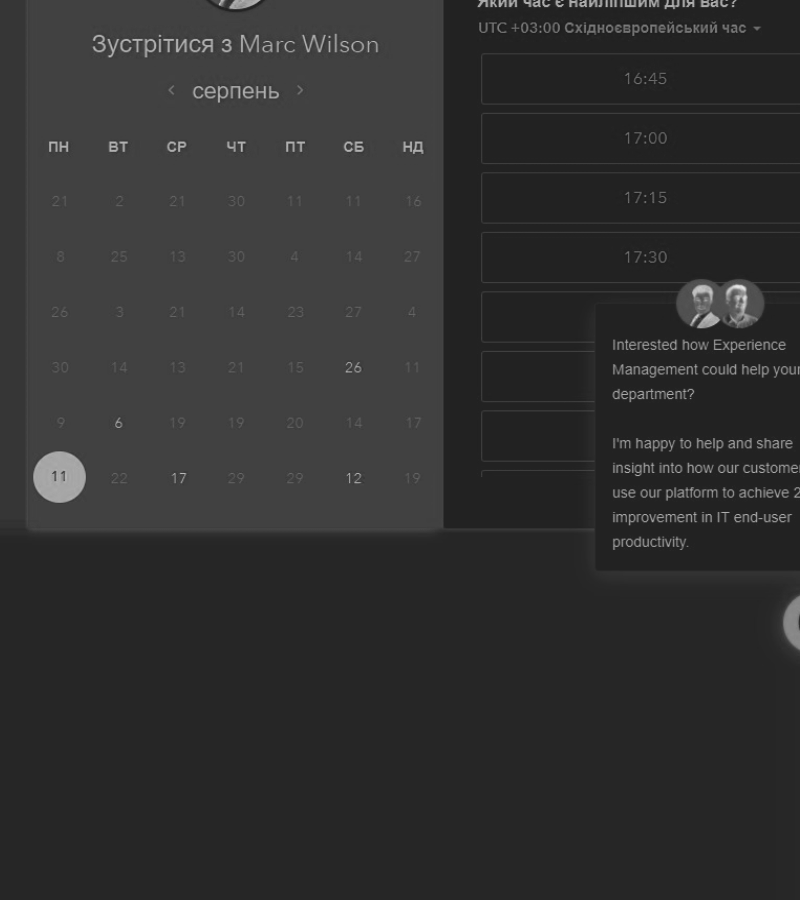 Зустрітися з Marc Wilson
серпень
ПН ВТ СР ЧТ ПТ СБ НД
21 2 21 30 11 11 16
8 25 13 30 4 14 27
26 3 21 14 23 27 4
30 14 13 21 15 26 11
9 6 19 19 20 14 17
11 22 17 29 29 12 19
Який час є найліпшим для вас?
UTC +03:00 Східноєвропейський час
16:45
17:00
17:15
17:30
Interested how Experience
Management could help your
department?
I'm happy to help and share
insight into how our customer
use our platform to achieve 2
improvement in IT end-user
productivity.